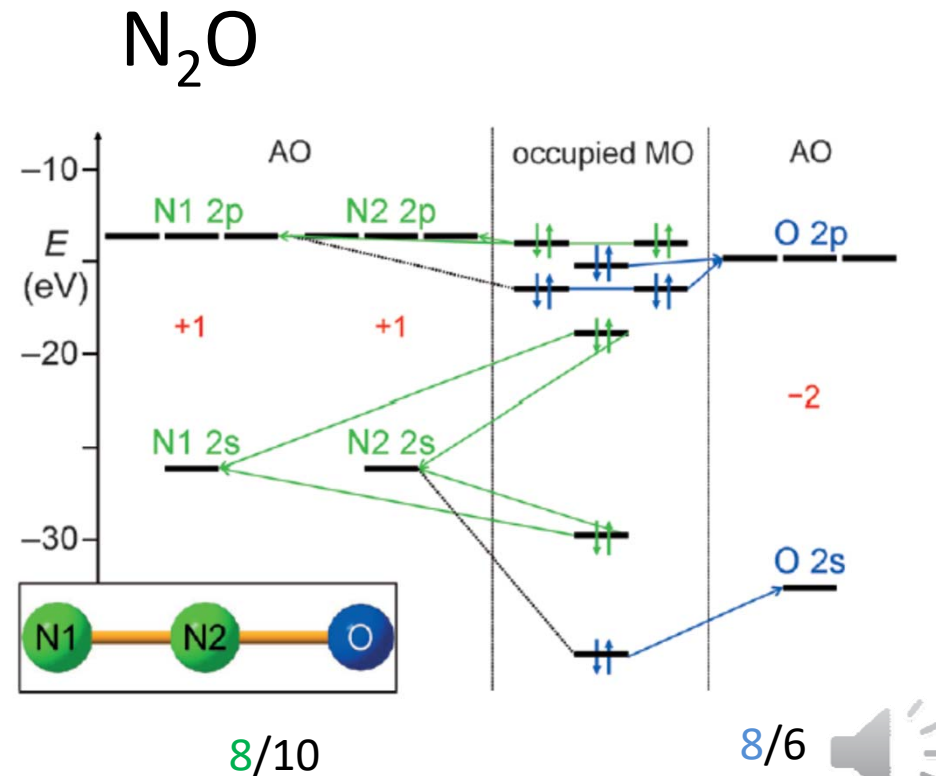 N₂O
AO occupied MO AO
−10
N1 2p N2 2p
O 2p
E
(eV)
+1 +1
−20
−2
N1 2s N2 2s
−30
O 2s
N1 N2 O
8/10 8/6